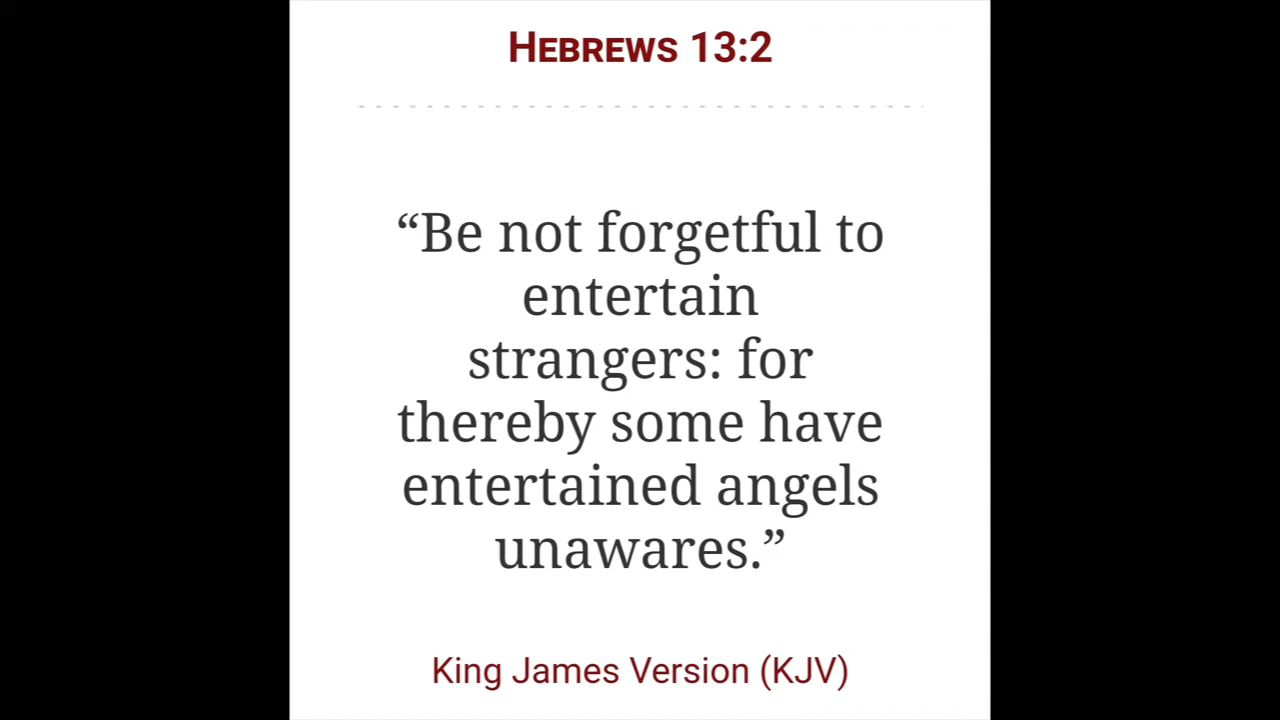 HEBREWS 13:2
“Be not forgetful to
entertain
strangers: for
thereby some have
entertained angels
unawares.”
King James Version (KJV)